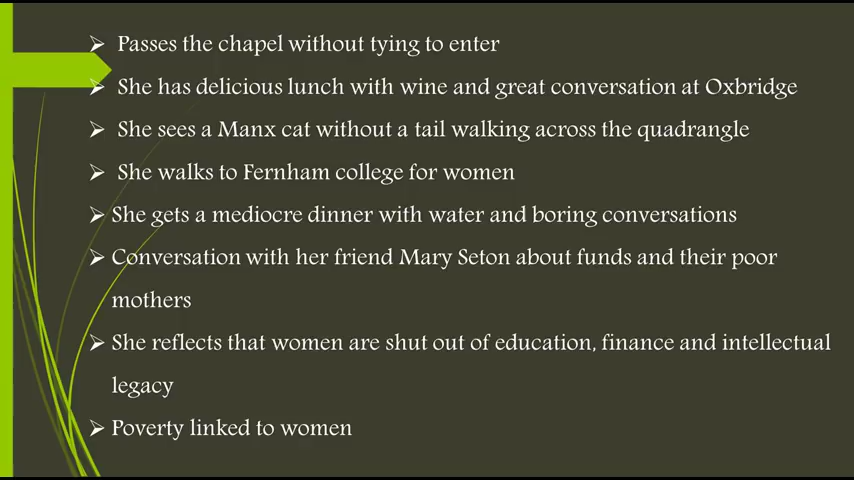 ➢ Passes the chapel without tying to enter
➢ She has delicious lunch with wine and great conversation at Oxbridge
➢ She sees a Manx cat without a tail walking across the quadrangle
➢ She walks to Fernham college for women
➢ She gets a mediocre dinner with water and boring conversations
➢ Conversation with her friend Mary Seton about funds and their poor
mothers
➢ She reflects that women are shut out of education, finance and intellectual
legacy
➢ Poverty linked to women